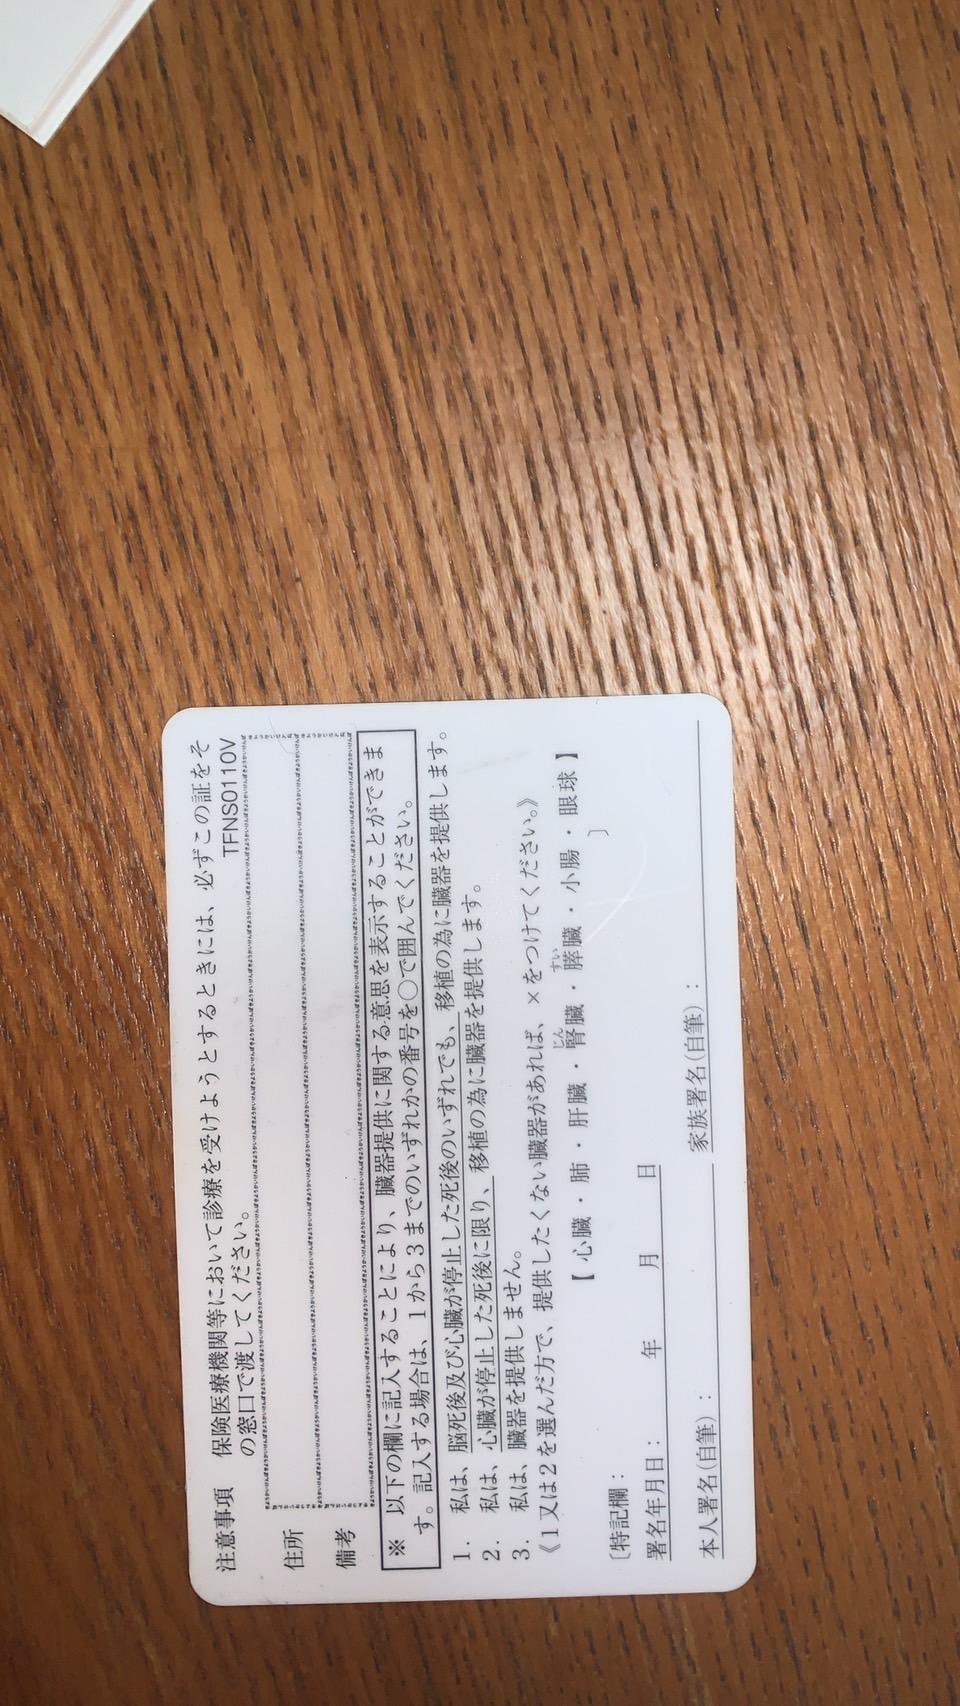 注意事項　保険医療機関等において診療を受けようとするときには、必ずこの証をそ
の窓口で渡してください。　TFNS0110V
住所
備考
※　以下の欄に記入することにより、臓器提供に関する意思を表示することができま
す。記入する場合は、１から３までのいずれかの番号を〇で囲んでください。
1.　私は、脳死後及び心臓が停止した死後のいずれでも、移植の為に臓器を提供します。
2.　私は、心臓が停止した死後に限り、移植の為に臓器を提供します。
3.　私は、臓器を提供しません。
《１又は２を選んだ方で、提供したくない臓器があれば、×をつけてください。》
じん　すい
【 心臓 ・ 肺 ・ 肝臓 ・ 腎臓 ・ 膵臓 ・ 小腸 ・ 眼球 】
〔特記欄：　〕
署名年月日：　年　月　日
本人署名(自筆)：　家族署名(自筆)：